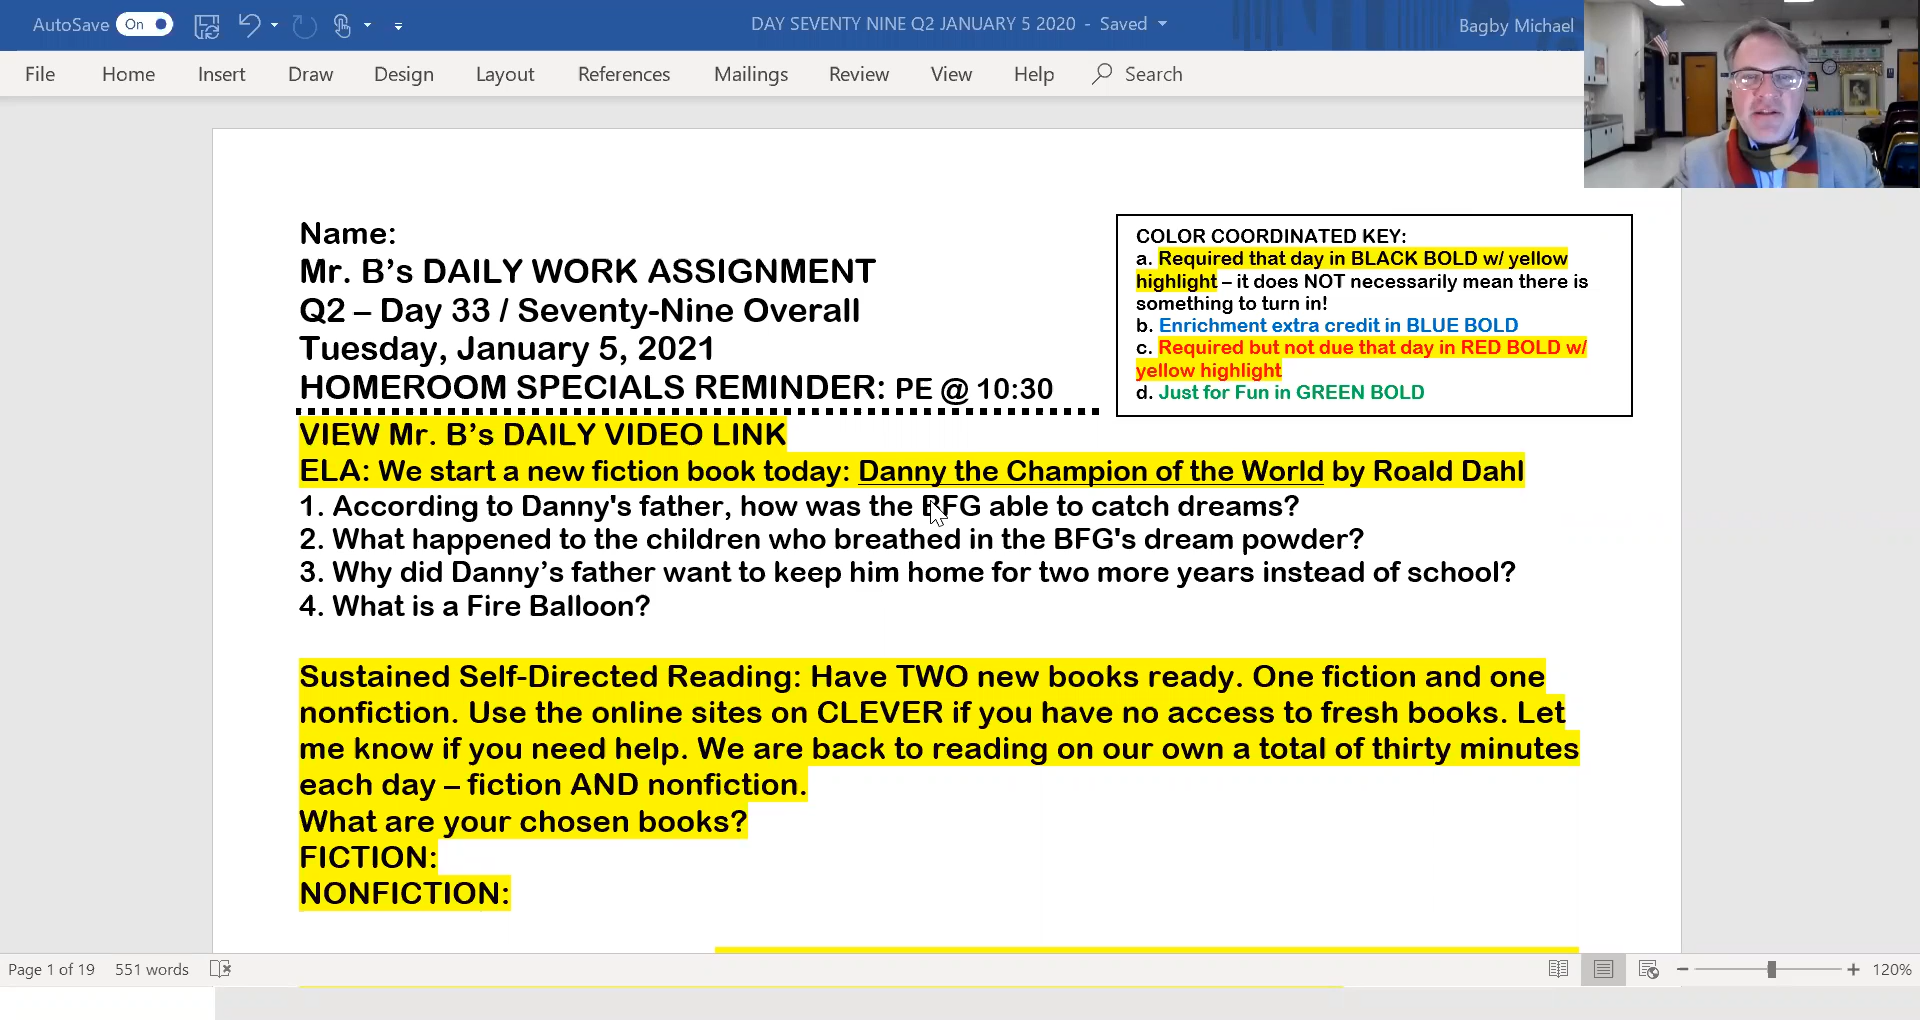 AutoSave On
DAY SEVENTY NINE Q2 JANUARY 5 2020 - Saved
Bagby Michael
File Home Insert Draw Design Layout References Mailings Review View Help Search
Name:
Mr. B’s DAILY WORK ASSIGNMENT
Q2 – Day 33 / Seventy-Nine Overall
Tuesday, January 5, 2021
HOMEROOM SPECIALS REMINDER: PE @ 10:30
COLOR COORDINATED KEY:
a. Required that day in BLACK BOLD w/ yellow
highlight – it does NOT necessarily mean there is
something to turn in!
b. Enrichment extra credit in BLUE BOLD
c. Required but not due that day in RED BOLD w/
yellow highlight
d. Just for Fun in GREEN BOLD
VIEW Mr. B’s DAILY VIDEO LINK
ELA: We start a new fiction book today: Danny the Champion of the World by Roald Dahl
1. According to Danny's father, how was the BFG able to catch dreams?
2. What happened to the children who breathed in the BFG's dream powder?
3. Why did Danny’s father want to keep him home for two more years instead of school?
4. What is a Fire Balloon?
Sustained Self-Directed Reading: Have TWO new books ready. One fiction and one
nonfiction. Use the online sites on CLEVER if you have no access to fresh books. Let
me know if you need help. We are back to reading on our own a total of thirty minutes
each day – fiction AND nonfiction.
What are your chosen books?
FICTION:
NONFICTION:
Page 1 of 19 551 words
120%